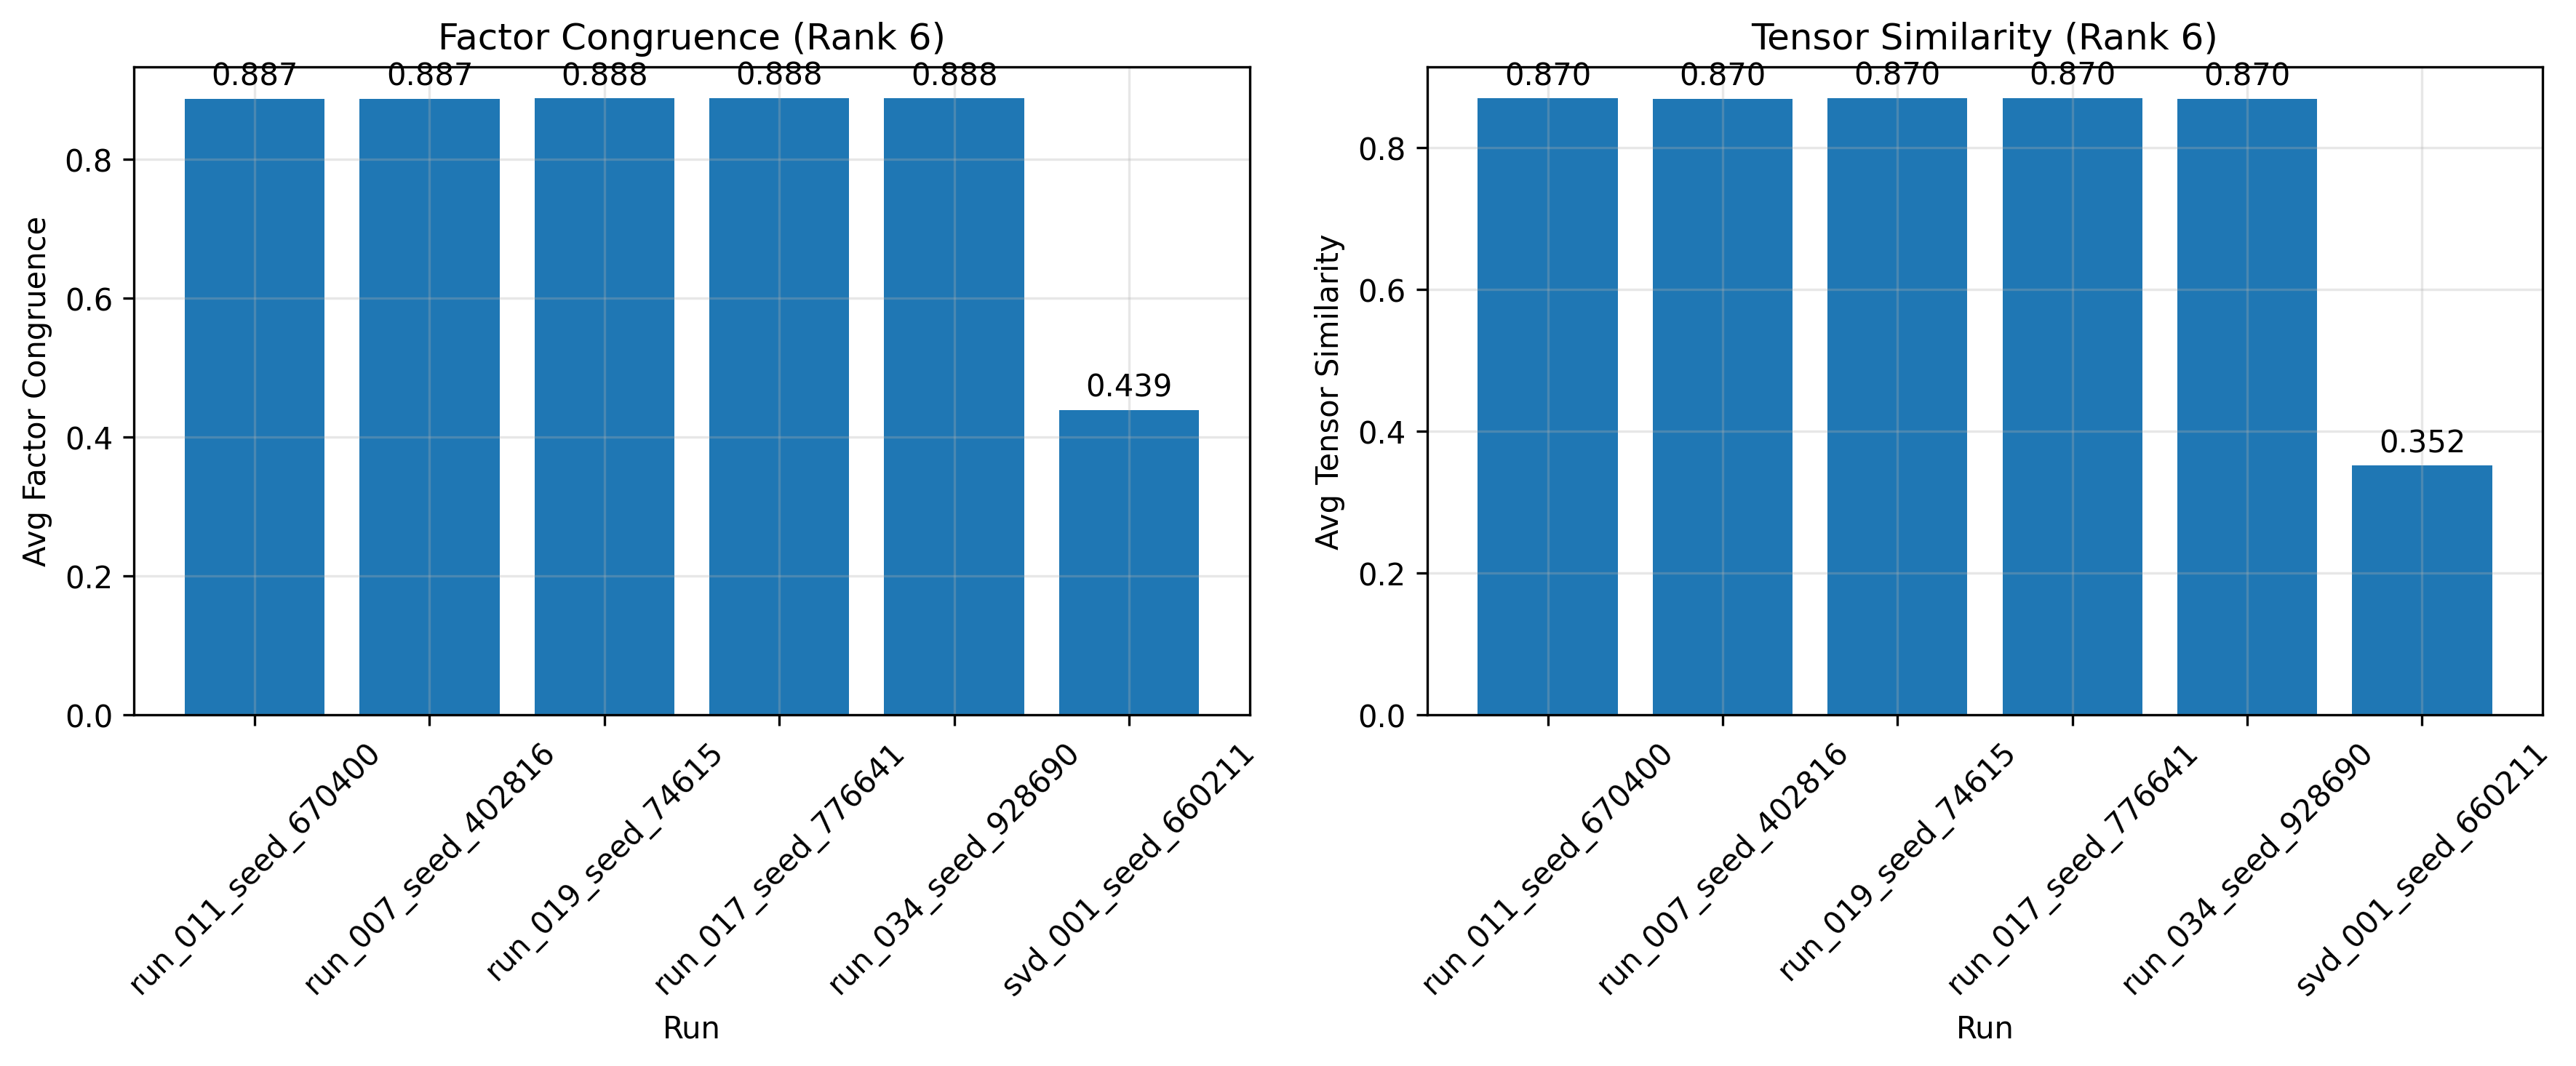 Factor Congruence (Rank 6)
0.887
0.887
0.888
0.888
0.888
0.439
0.8
0.6
0.4
0.2
0.0
Avg Factor Congruence
run_011_seed_670400
run_007_seed_402816
run_019_seed_74615
run_017_seed_776641
run_034_seed_928690
svd_001_seed_660211
Run
Tensor Similarity (Rank 6)
0.870
0.870
0.870
0.870
0.870
0.352
0.8
0.6
0.4
0.2
0.0
Avg Tensor Similarity
run_011_seed_670400
run_007_seed_402816
run_019_seed_74615
run_017_seed_776641
run_034_seed_928690
svd_001_seed_660211
Run